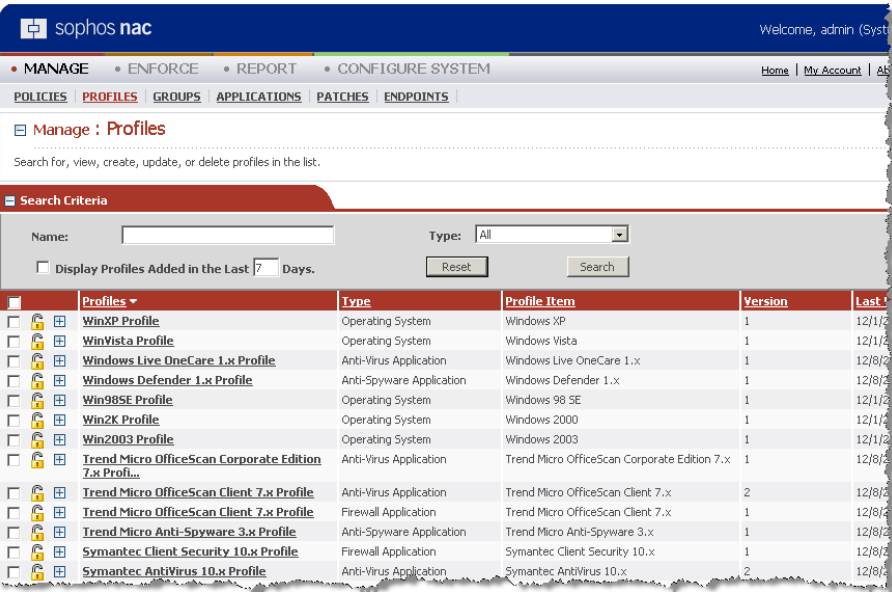 sophos nac
Welcome, admin (Syst
• MANAGE • ENFORCE • REPORT • CONFIGURE SYSTEM
Home | My Account | Ab
POLICIES | PROFILES | GROUPS | APPLICATIONS | PATCHES | ENDPOINTS |
Manage : Profiles
Search for, view, create, update, or delete profiles in the list.
Search Criteria
Name: Type: All
Display Profiles Added in the Last 7 Days. Reset Search
Profiles Type Profile Item Version Last
WinXP Profile Operating System Windows XP 1 12/1/2
WinVista Profile Operating System Windows Vista 1 12/1/2
Windows Live OneCare 1.x Profile Anti-Virus Application Windows Live OneCare 1.x 1 12/8/2
Windows Defender 1.x Profile Anti-Spyware Application Windows Defender 1.x 1 12/8/2
Win98SE Profile Operating System Windows 98 SE 1 12/1/2
Win2K Profile Operating System Windows 2000 1 12/1/2
Win2003 Profile Operating System Windows 2003 1 12/1/2
Trend Micro OfficeScan Corporate Edition Anti-Virus Application Trend Micro OfficeScan Corporate Edition 7.x 1 12/8/2
7.x Profi...
Trend Micro OfficeScan Client 7.x Profile Anti-Virus Application Trend Micro OfficeScan Client 7.x 2 12/8/2
Trend Micro OfficeScan Client 7.x Profile Firewall Application Trend Micro OfficeScan Client 7.x 1 12/8/2
Trend Micro Anti-Spyware 3.x Profile Anti-Spyware Application Trend Micro Anti-Spyware 3.x 1 12/8/2
Symantec Client Security 10.x Profile Firewall Application Symantec Client Security 10.x 1 12/8/2
Symantec AntiVirus 10.x Profile Anti-Virus Application Symantec AntiVirus 10.x 2 12/8/2